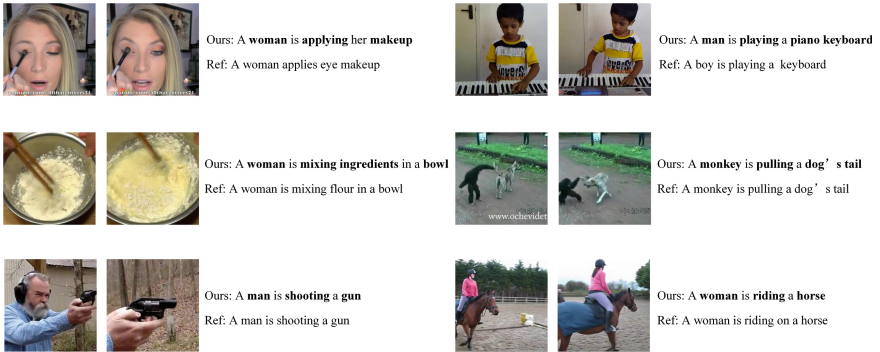 Ours: A woman is applying her makeup
Ref: A woman applies eye makeup
Ours: A man is playing a piano keyboard
Ref: A boy is playing a keyboard
Ours: A woman is mixing ingredients in a bowl
Ref: A woman is mixing flour in a bowl
www.ochevidet
Ours: A monkey is pulling a dog’s tail
Ref: A monkey is pulling a dog’s tail
Ours: A man is shooting a gun
Ref: A man is shooting a gun
Ours: A woman is riding a horse
Ref: A woman is riding on a horse